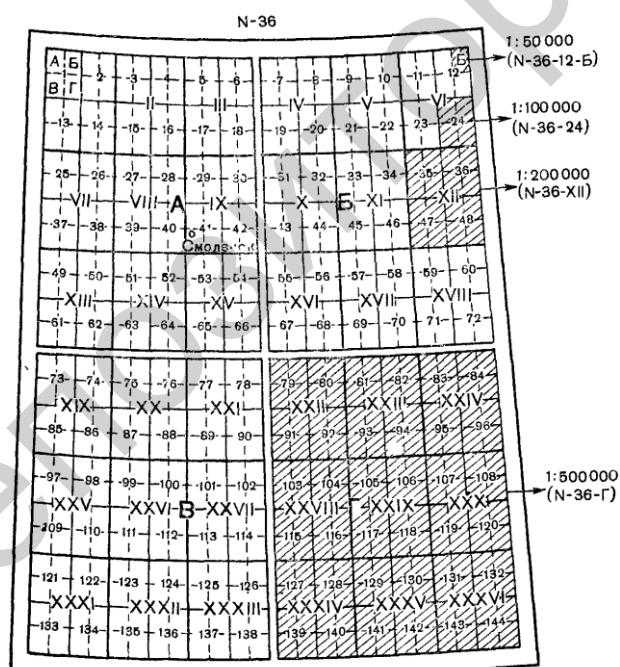 N-36
А Б 2 3 4 5 6 7 8 9 10 11 12 Б
1:50 000
(N-36-12-Б)
В Г
II III IV V VI
1:100 000
(N-36-24)
13 14 15 16 17 18 19 20 21 22 23 24
25 26 27 28 29 30 31 32 33 34 35 36
1:200 000
(N-36-XII)
VII VIII А IX X Б XI XII
37 38 39 40 41 42 43 44 45 46 47 48
Смоленск
49 50 51 52 53 54 55 56 57 58 59 60
XIII XIV XV XVI XVII XVIII
61 62 63 64 65 66 67 68 69 70 71 72
73 74 75 76 77 78 79 80 81 82 83 84
XIX XX XXI XXII XXIII XXIV
85 86 87 88 89 90 91 92 93 94 95 96
97 98 99 100 101 102 103 104 105 106 107 108
1:500 000
(N-36-Г)
XXV XXVI В XXVII XXVIII Г XXIX XXX
109 110 111 112 113 114 115 116 117 118 119 120
121 122 123 124 125 126 127 128 129 130 131 132
XXXI XXXII XXXIII XXXIV XXXV XXXVI
133 134 135 136 137 138 139 140 141 142 143 144
епозитор